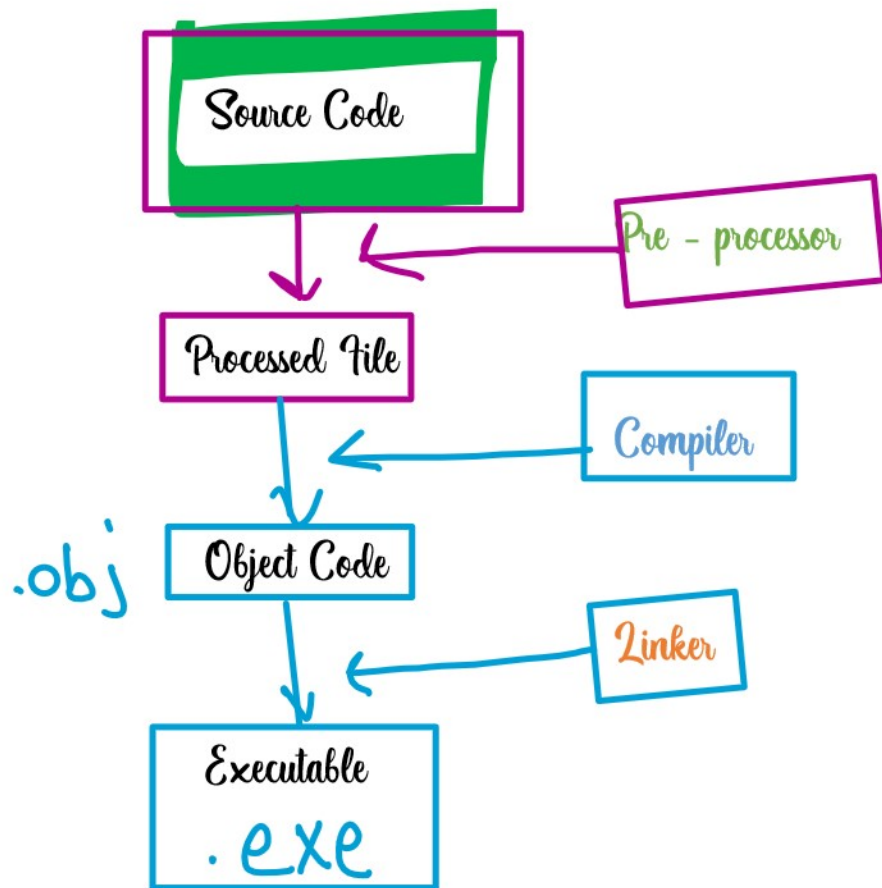 Source Code
Pre - processor
Processed File
Compiler
.obj
Object Code
Linker
Executable
.exe